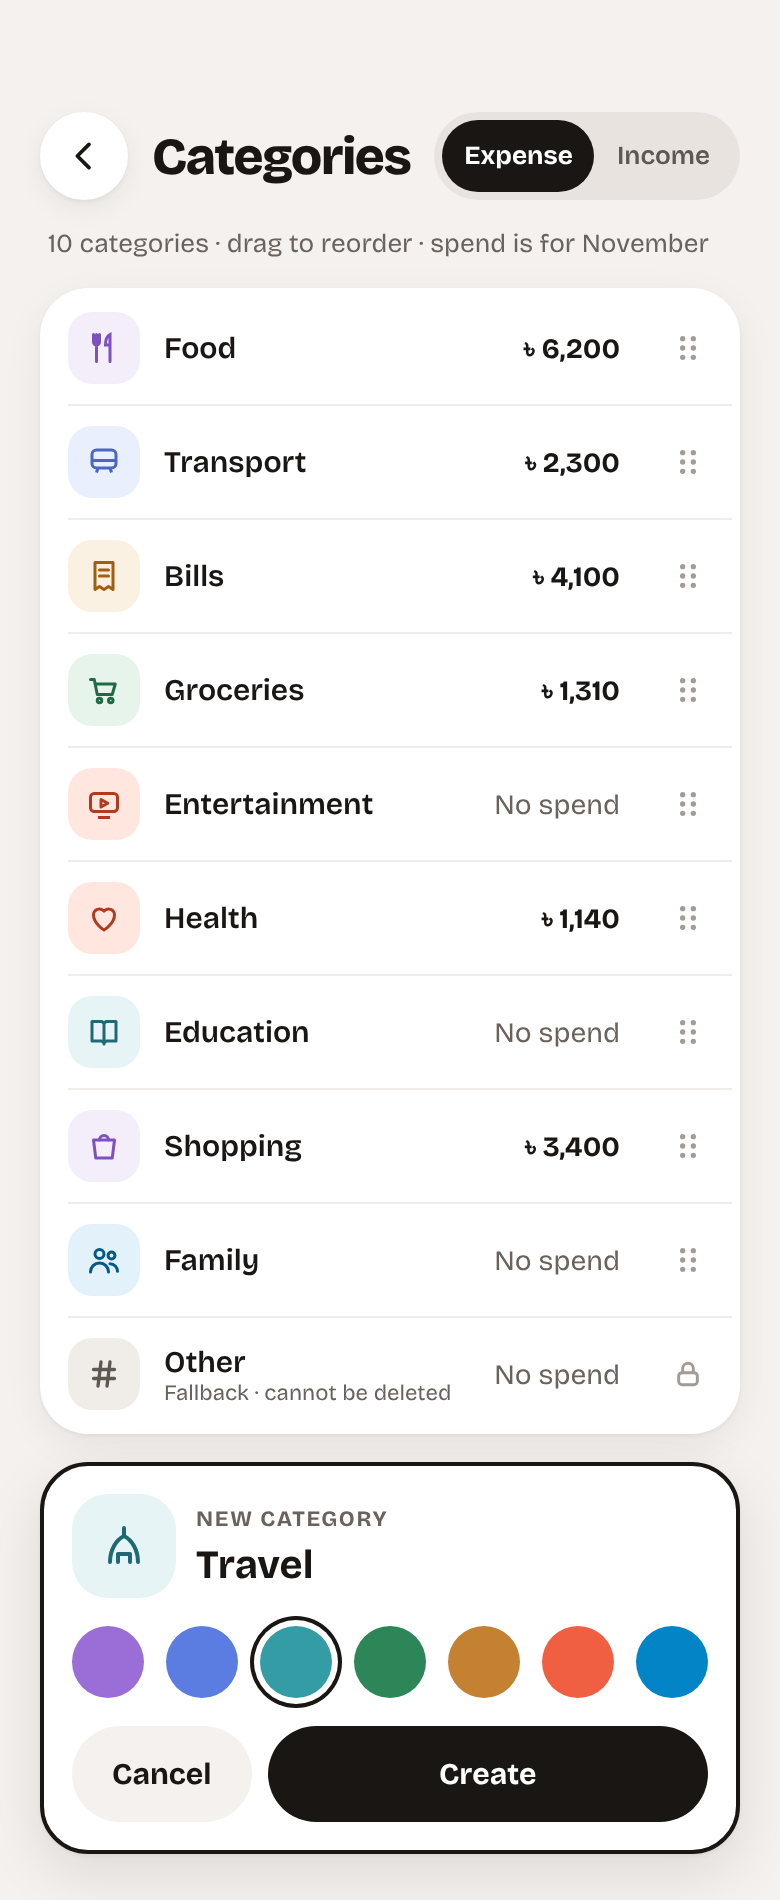 Categories
Expense
Income
10 categories · drag to reorder · spend is for November
Food
৳ 6,200
Transport
৳ 2,300
Bills
৳ 4,100
Groceries
৳ 1,310
Entertainment
No spend
Health
৳ 1,140
Education
No spend
Shopping
৳ 3,400
Family
No spend
Other
No spend
Fallback · cannot be deleted
NEW CATEGORY
Travel
Cancel
Create